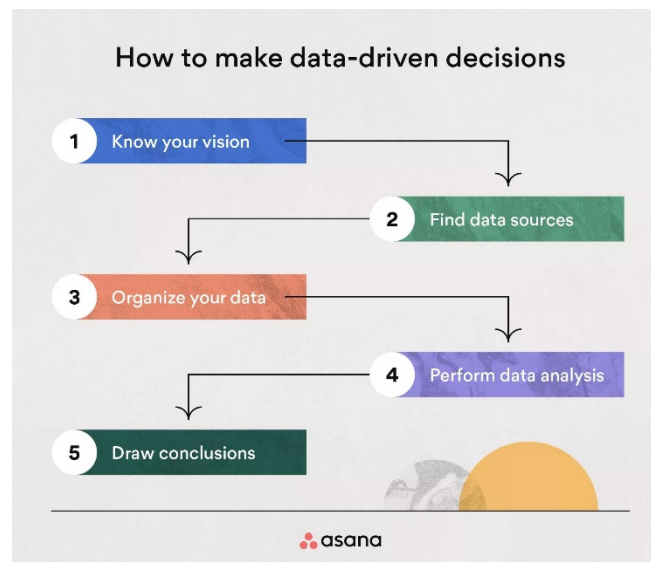 How to make data-driven decisions
1 Know your vision
2 Find data sources
3 Organize your data
4 Perform data analysis
5 Draw conclusions
asana